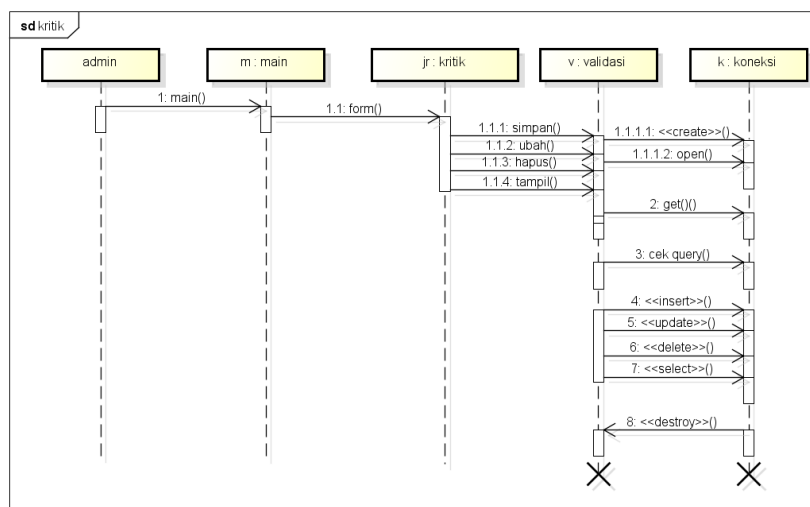 sd kritik
admin
m : main
jr : kritik
v : validasi
k : koneksi
1: main()
1.1: form()
1.1.1: simpan()
1.1.1.1: <<create>>()
1.1.2: ubah()
1.1.1.2: open()
1.1.3: hapus()
1.1.4: tampil()
2: get()()
3: cek query()
4: <<insert>>()
5: <<update>>()
6: <<delete>>()
7: <<select>>()
8: <<destroy>>()